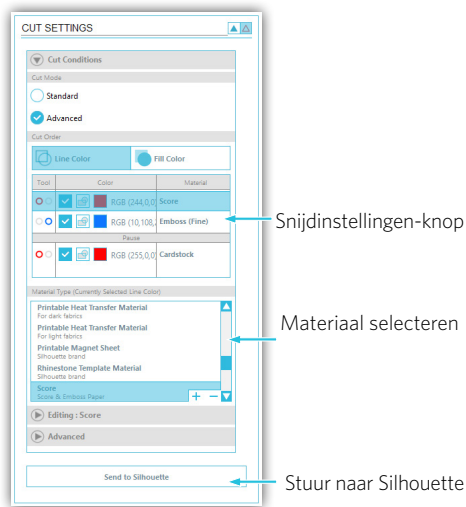 CUT SETTINGS
Cut Conditions
Cut Mode
Standard
Advanced
Cut Order
Line Color
Fill Color
Tool Color Material
RGB (244,0,0 Score
RGB (10,108, Emboss (Fine)
Pause
RGB (255,0,0) Cardstock
Material Type (Currently Selected Line Color)
Printable Heat Transfer Material
For dark fabrics
Printable Heat Transfer Material
For light fabrics
Printable Magnet Sheet
Silhouette brand
Rhinestone Template Material
Silhouette brand
Score
Score & Emboss Paper
Editing : Score
Advanced
Send to Silhouette
Snijdinstellingen-knop
Materiaal selecteren
Stuur naar Silhouette